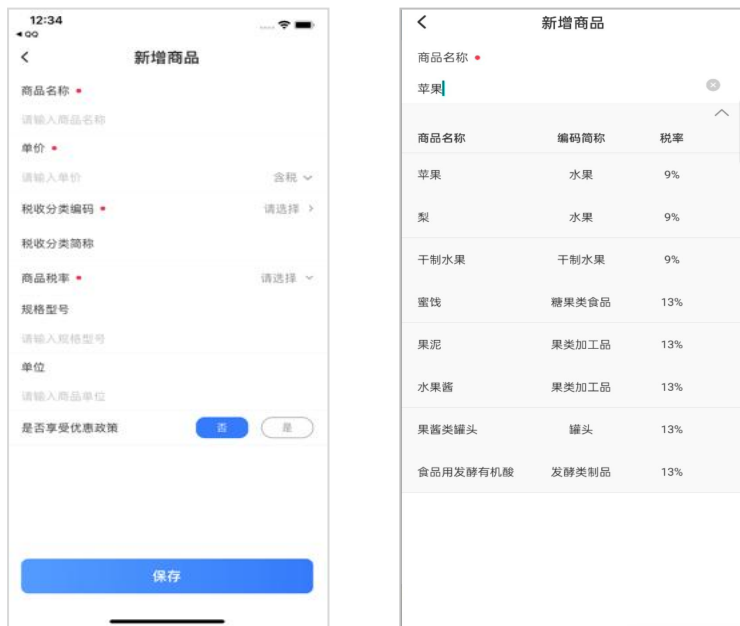 12:34
QQ
新增商品
商品名称
请输入商品名称
单价
请输入单价 含税
税收分类编码 请选择
税收分类简称
商品税率 请选择
规格型号
请输入规格型号
单位
请输入商品单位
是否享受优惠政策 否 是
保存
新增商品
商品名称
苹果
商品名称 编码简称 税率
苹果 水果 9%
梨 水果 9%
干制水果 干制水果 9%
蜜饯 糖果类食品 13%
果泥 果类加工品 13%
水果酱 果类加工品 13%
果酱类罐头 罐头 13%
食品用发酵有机酸 发酵类制品 13%